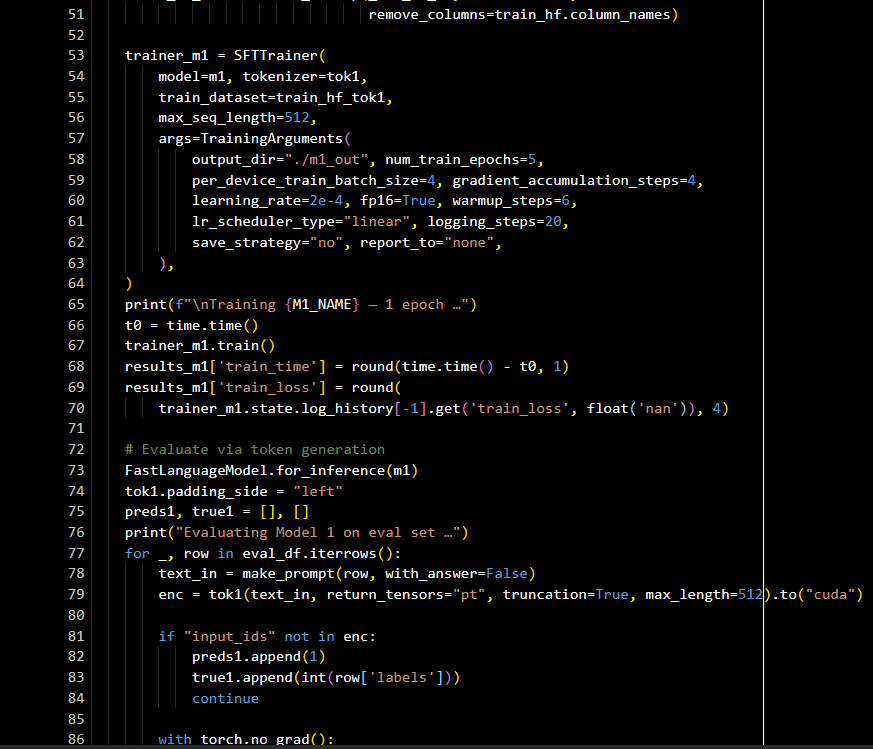 51 remove_columns=train_hf.column_names)
52
53 trainer_m1 = SFTTrainer(
54 model=m1, tokenizer=tok1,
55 train_dataset=train_hf_tok1,
56 max_seq_length=512,
57 args=TrainingArguments(
58 output_dir="./m1_out", num_train_epochs=5,
59 per_device_train_batch_size=4, gradient_accumulation_steps=4,
60 learning_rate=2e-4, fp16=True, warmup_steps=6,
61 lr_scheduler_type="linear", logging_steps=20,
62 save_strategy="no", report_to="none",
63 ),
64 )
65 print(f"\nTraining {M1_NAME} — 1 epoch …")
66 t0 = time.time()
67 trainer_m1.train()
68 results_m1['train_time'] = round(time.time() - t0, 1)
69 results_m1['train_loss'] = round(
70 trainer_m1.state.log_history[-1].get('train_loss', float('nan')), 4)
71
72 # Evaluate via token generation
73 FastLanguageModel.for_inference(m1)
74 tok1.padding_side = "left"
75 preds1, true1 = [], []
76 print("Evaluating Model 1 on eval set …")
77 for _, row in eval_df.iterrows():
78 text_in = make_prompt(row, with_answer=False)
79 enc = tok1(text_in, return_tensors="pt", truncation=True, max_length=512).to("cuda")
80
81 if "input_ids" not in enc:
82 preds1.append(1)
83 true1.append(int(row['labels']))
84 continue
85
86 with torch.no_grad():